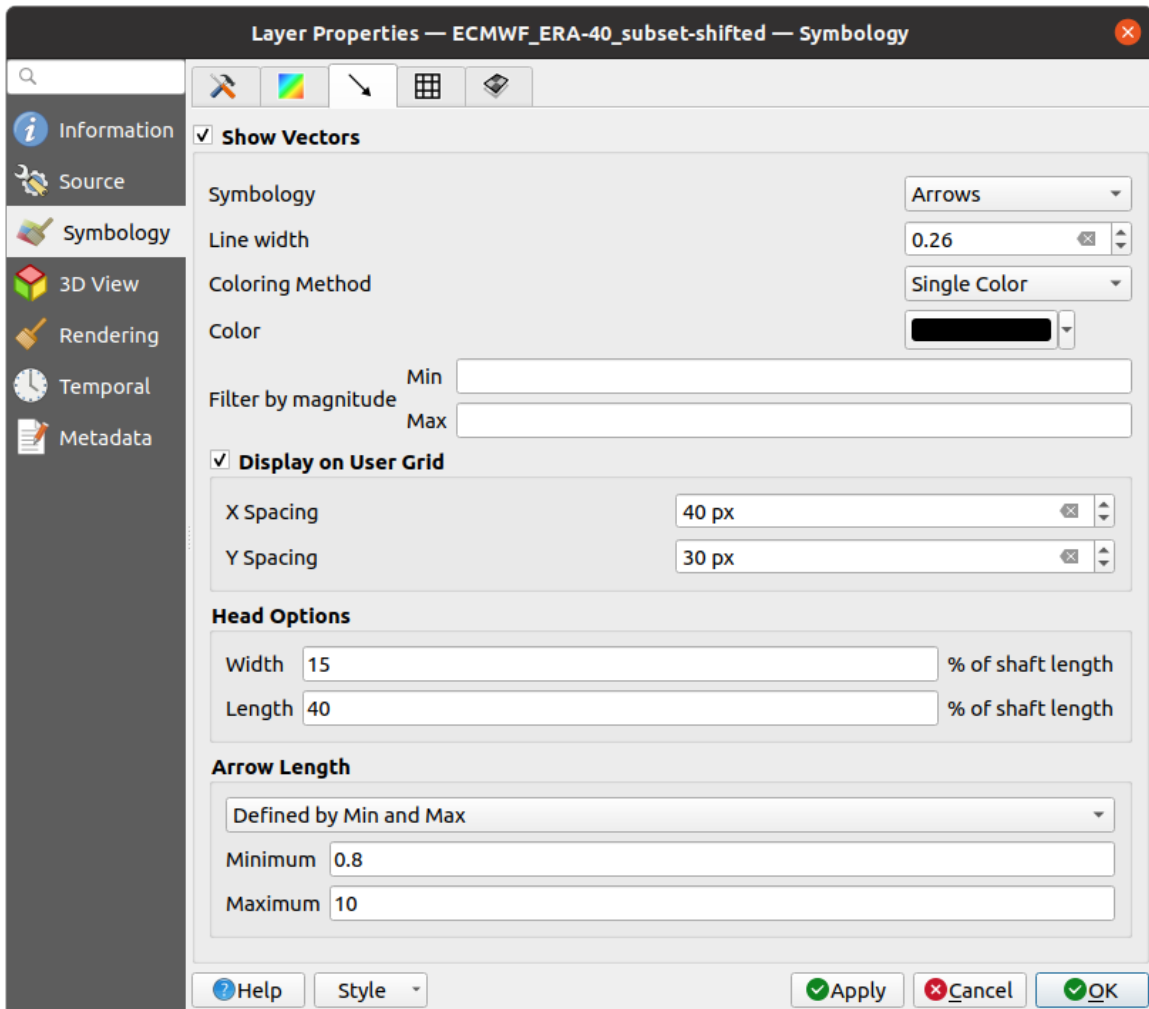 Layer Properties — ECMWF_ERA-40_subset-shifted — Symbology
Information
Source
Symbology
3D View
Rendering
Temporal
Metadata
Show Vectors
Symbology Arrows
Line width 0.26
Coloring Method Single Color
Color
Filter by magnitude
Min
Max
Display on User Grid
X Spacing 40 px
Y Spacing 30 px
Head Options
Width 15 % of shaft length
Length 40 % of shaft length
Arrow Length
Defined by Min and Max
Minimum 0.8
Maximum 10
Help Style Apply Cancel OK